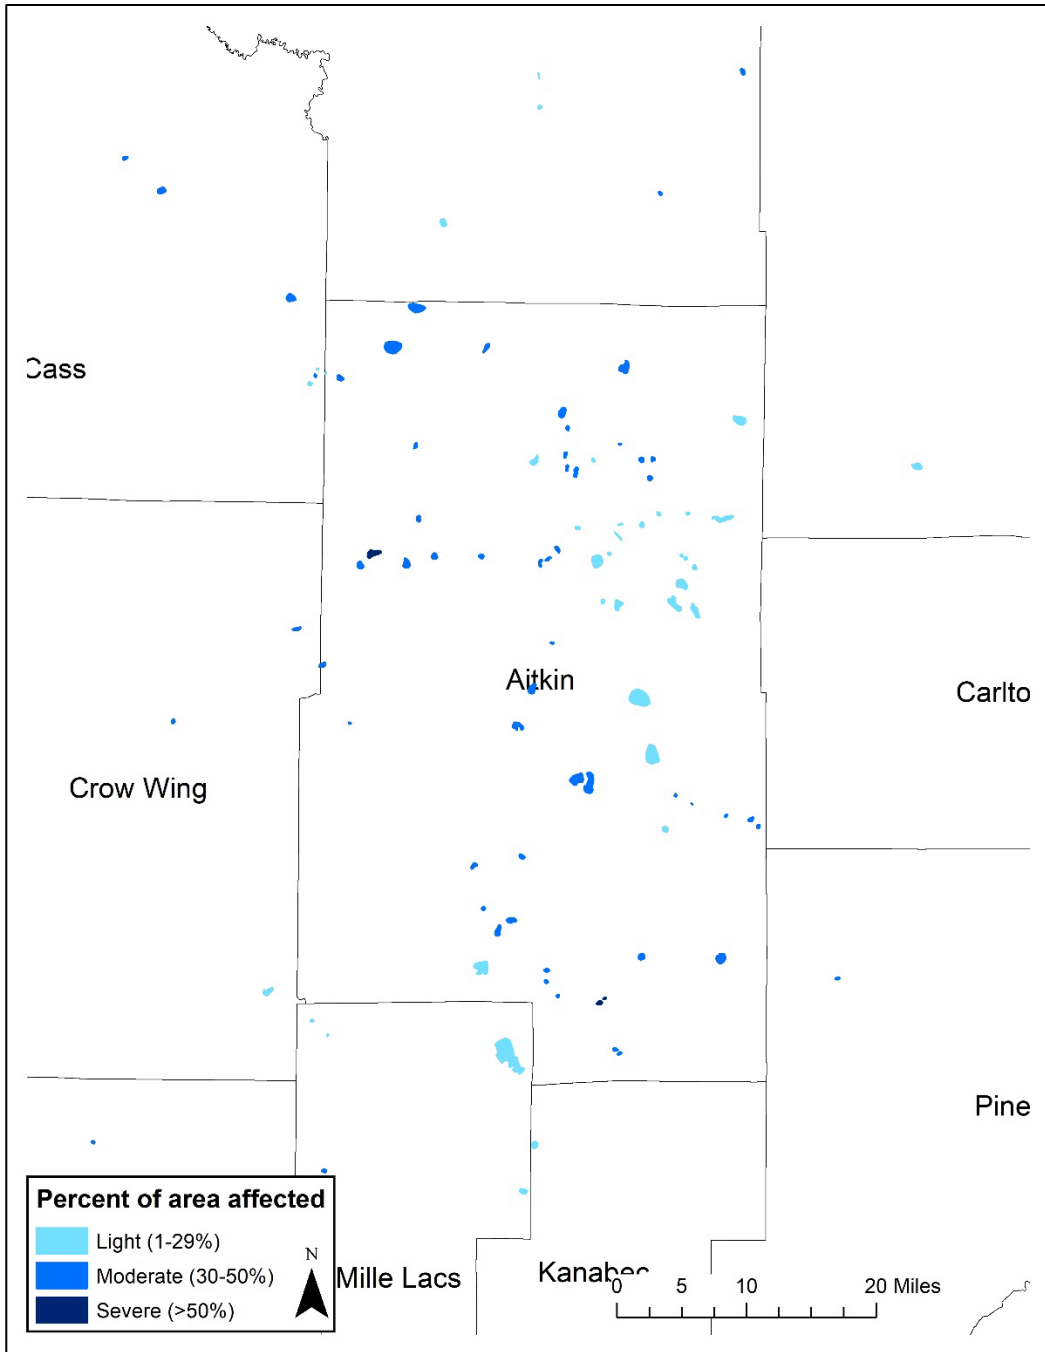 Cass
Aitkin
Carlto
Crow Wing
Pine
Percent of area affected
Light (1-29%)
Moderate (30-50%)
Severe (>50%)
N
Mille Lacs
Kanabec
0 5 10 20 Miles